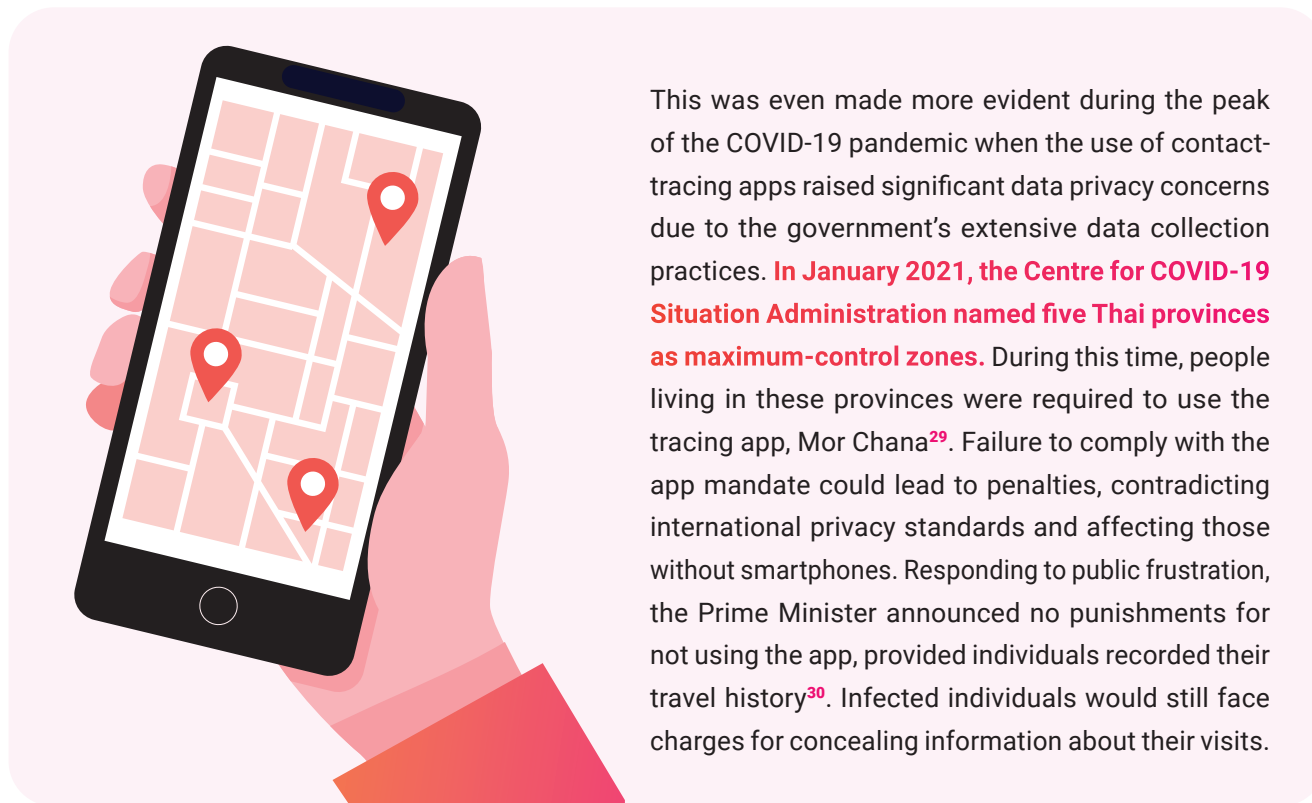 This was even made more evident during the peak
of the COVID-19 pandemic when the use of contact-
tracing apps raised significant data privacy concerns
due to the government’s extensive data collection
practices. In January 2021, the Centre for COVID-19
Situation Administration named five Thai provinces
as maximum-control zones. During this time, people
living in these provinces were required to use the
tracing app, Mor Chana²⁹. Failure to comply with the
app mandate could lead to penalties, contradicting
international privacy standards and affecting those
without smartphones. Responding to public frustration,
the Prime Minister announced no punishments for
not using the app, provided individuals recorded their
travel history³⁰. Infected individuals would still face
charges for concealing information about their visits.